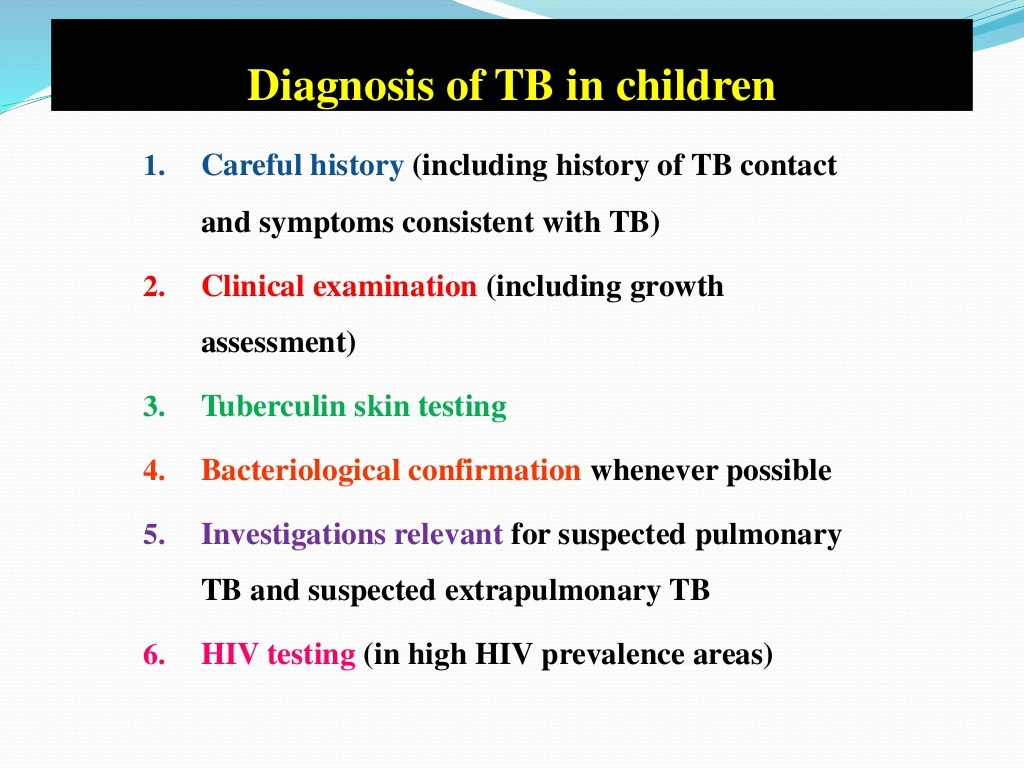 Diagnosis of TB in children
1. Careful history (including history of TB contact
and symptoms consistent with TB)
2. Clinical examination (including growth
assessment)
3. Tuberculin skin testing
4. Bacteriological confirmation whenever possible
5. Investigations relevant for suspected pulmonary
TB and suspected extrapulmonary TB
6. HIV testing (in high HIV prevalence areas)